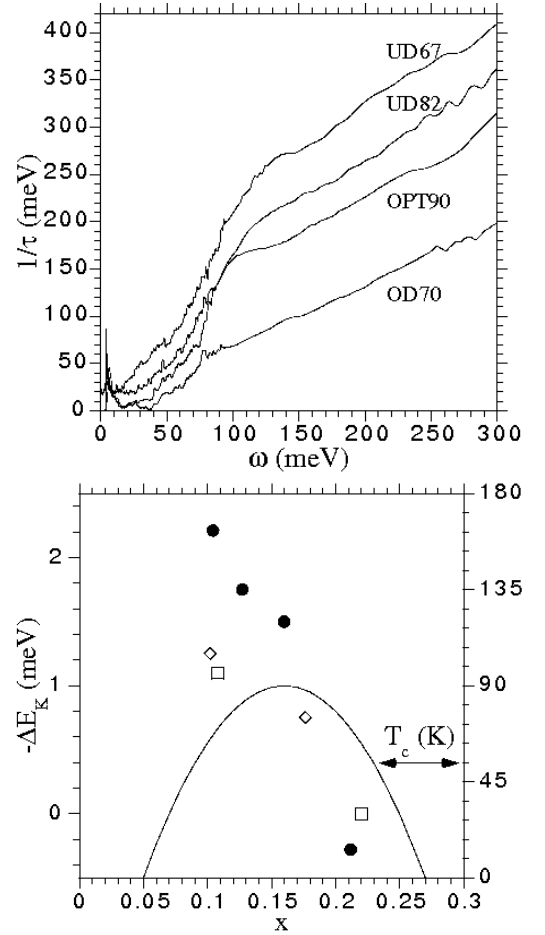 400
350
300
250
200
150
100
50
0
1/τ (meV)
UD67
UD82
OPT90
OD70
0 50 100 150 200 250 300
ω (meV)
2
1
0
-ΔE_K (meV)
180
135
90
45
0
T_c (K)
0 0.05 0.1 0.15 0.2 0.25 0.3
x